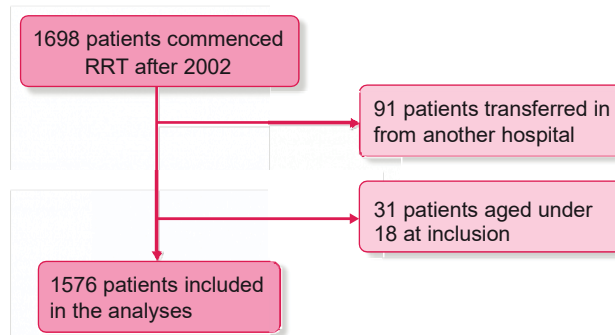 1698 patients commenced
RRT after 2002
91 patients transferred in
from another hospital
31 patients aged under
18 at inclusion
1576 patients included
in the analyses